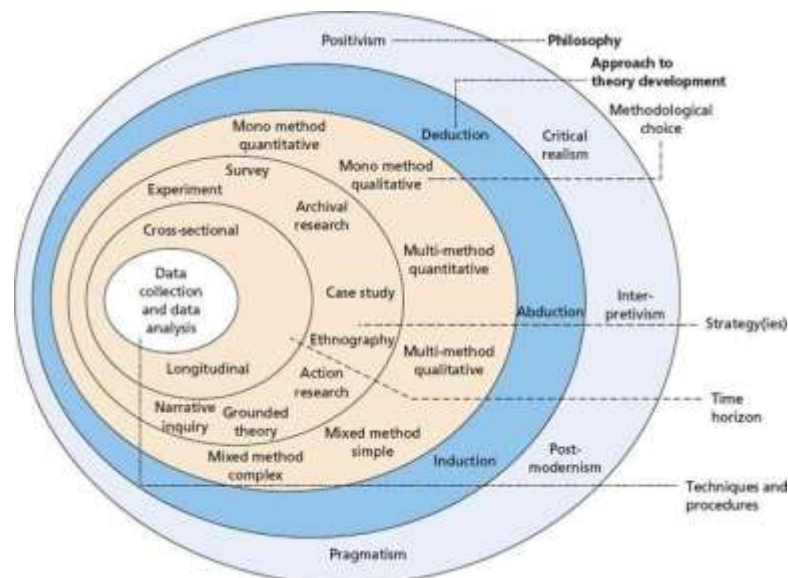 Positivism
Philosophy
Approach to
theory development
Methodological
choice
Mono method
quantitative
Deduction
Critical
realism
Survey
Mono method
qualitative
Experiment
Archival
research
Cross-sectional
Multi-method
quantitative
Data
collection
and data
analysis
Case study
Inter-
pretivism
Abduction
Strategy(ies)
Ethnography
Multi-method
qualitative
Longitudinal
Action
research
Time
horizon
Narrative
inquiry
Grounded
theory
Mixed method
simple
Mixed method
complex
Induction
Post-
modernism
Techniques and
procedures
Pragmatism